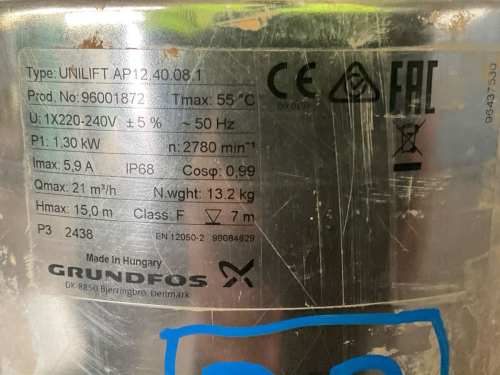 Type: UNILIFT AP12.40.08.1
Prod. No: 96001872 Tmax: 55 °C
U: 1X220-240V ± 5 % ~ 50 Hz
P1: 1,30 kW n: 2780 min⁻¹
Imax: 5,9 A IP68 Cosφ: 0,99
Qmax: 21 m³/h N.wght: 13.2 kg
Hmax: 15,0 m Class: F 7 m
P3 2438 EN 12050-2 99084629
Made in Hungary
GRUNDFOS
DK-8850 Bjerringbro, Denmark
CE
EAC
96437530